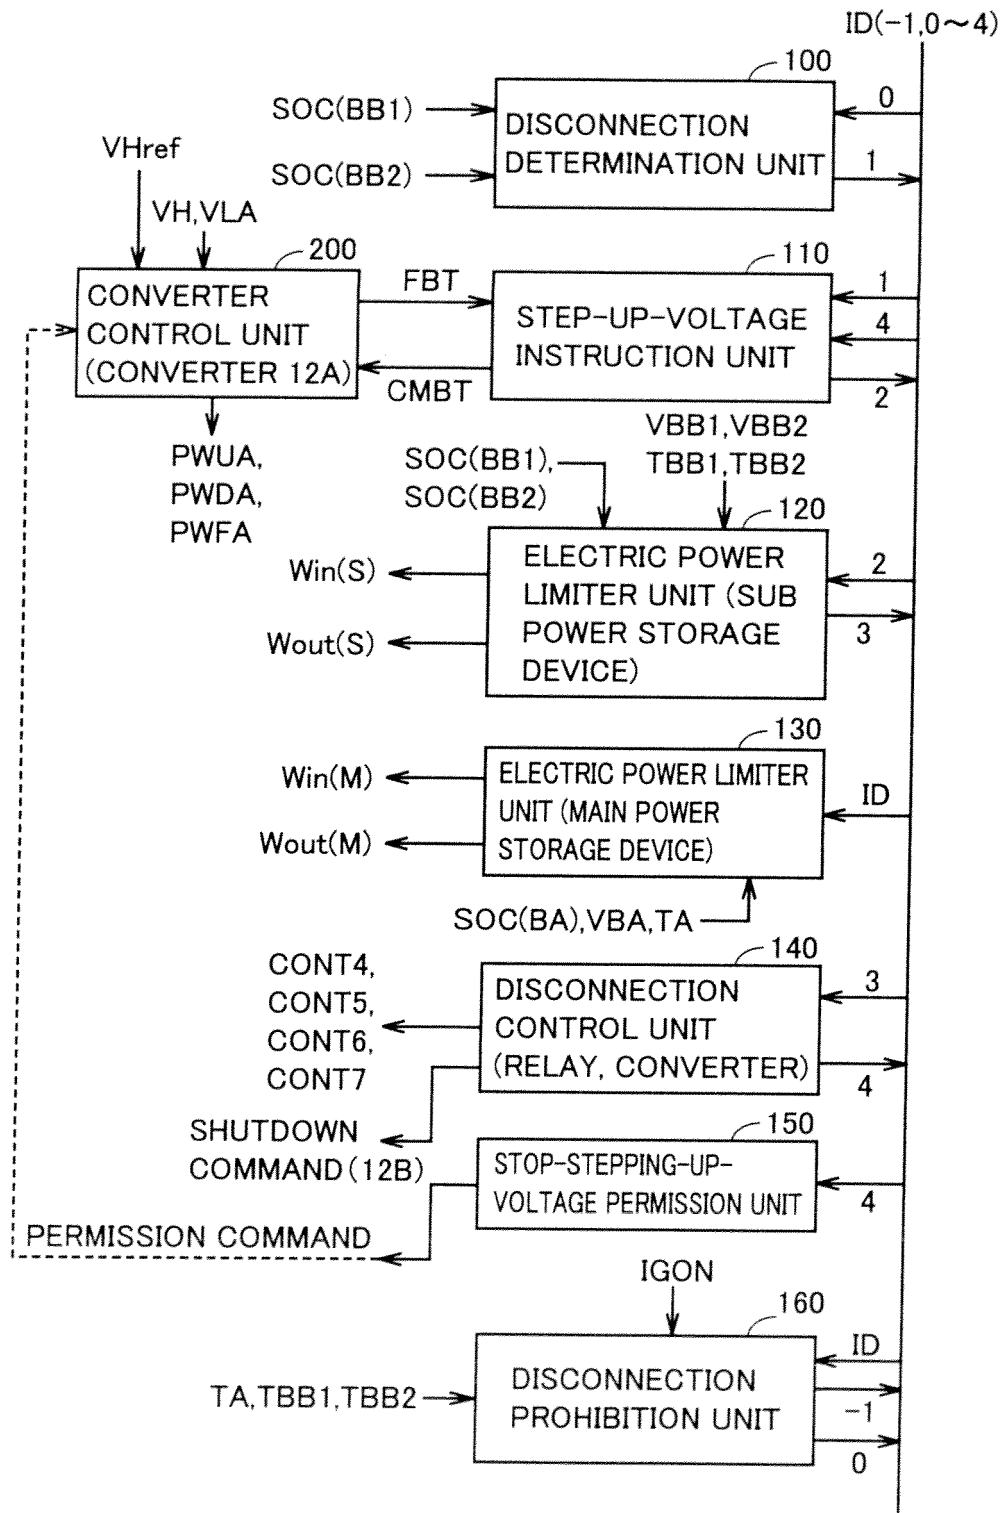 ID(-1,0~4)
100
SOC(BB1)
SOC(BB2)
DISCONNECTION
DETERMINATION UNIT
0
1
VHref
VH,VLA
200
CONVERTER
CONTROL UNIT
(CONVERTER 12A)
FBT
CMBT
110
STEP-UP-VOLTAGE
INSTRUCTION UNIT
1
4
2
PWUA,
PWDA,
PWFA
SOC(BB1),
SOC(BB2)
VBB1,VBB2
TBB1,TBB2
120
Win(S)
Wout(S)
ELECTRIC POWER
LIMITER UNIT (SUB
POWER STORAGE
DEVICE)
2
3
130
Win(M)
Wout(M)
ELECTRIC POWER LIMITER
UNIT (MAIN POWER
STORAGE DEVICE)
ID
SOC(BA),VBA,TA
140
CONT4,
CONT5,
CONT6,
CONT7
DISCONNECTION
CONTROL UNIT
(RELAY, CONVERTER)
3
4
SHUTDOWN
COMMAND(12B)
150
STOP-STEPPING-UP-
VOLTAGE PERMISSION UNIT
4
PERMISSION COMMAND
IGON
160
TA,TBB1,TBB2
DISCONNECTION
PROHIBITION UNIT
ID
-1
0